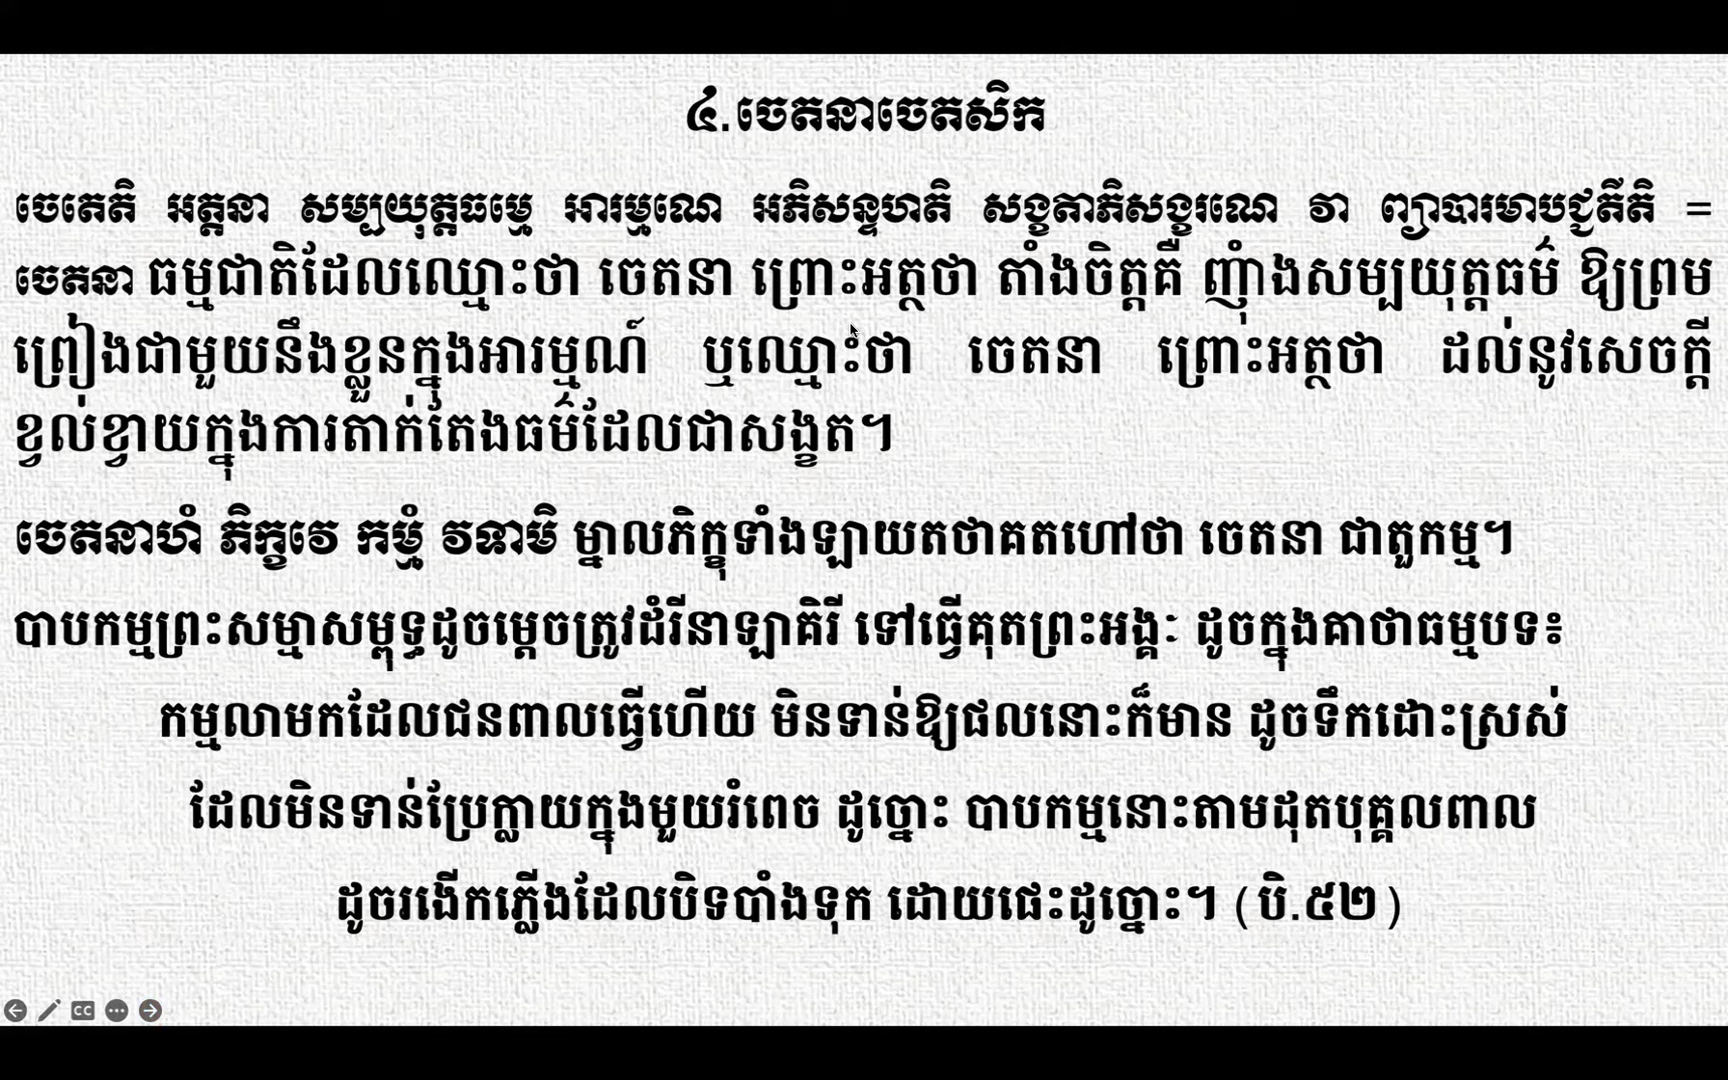 ៤.ចេតនាចេតសិក
ចេតេតិ អត្តនា សម្បយុត្តធម្មេ អារម្មណេ អភិសន្ទហតិ សង្ខតាភិសង្ខរណេ វា ព្យាបារមាបជ្ជតីតិ =
ចេតនា ធម្មជាតិដែលឈ្មោះថា ចេតនា ព្រោះអត្ថថា តាំងចិត្តគឺ ញុំាងសម្បយុត្តធម៌ ឱ្យព្រម
ព្រៀងជាមួយនឹងខ្លួនក្នុងអារម្មណ៍ ឬឈ្មោះថា ចេតនា ព្រោះអត្ថថា ដល់នូវសេចក្តី
ខ្វល់ខ្វាយក្នុងការតាក់តែងធម៌ដែលជាសង្ខត។
ចេតនាហំ ភិក្ខវេ កម្មំ វទាមិ ម្នាលភិក្ខុទាំងឡាយតថាគតហៅថា ចេតនា ជាតួកម្ម។
បាបកម្មព្រះសម្មាសម្ពុទ្ធដូចម្តេចត្រូវដំរីនាឡាគិរី ទៅធ្វើគុតព្រះអង្គៈ ដូចក្នុងគាថាធម្មបទ៖
កម្មលាមកដែលជនពាលធ្វើហើយ មិនទាន់ឱ្យផលនោះក៏មាន ដូចទឹកដោះស្រស់
ដែលមិនទាន់ប្រែក្លាយក្នុងមួយរំពេច ដូច្នោះ បាបកម្មនោះតាមដុតបុគ្គលពាល
ដូចរងើកភ្លើងដែលបិទបាំងទុក ដោយផេះដូច្នោះ។ (បិ.៥២)